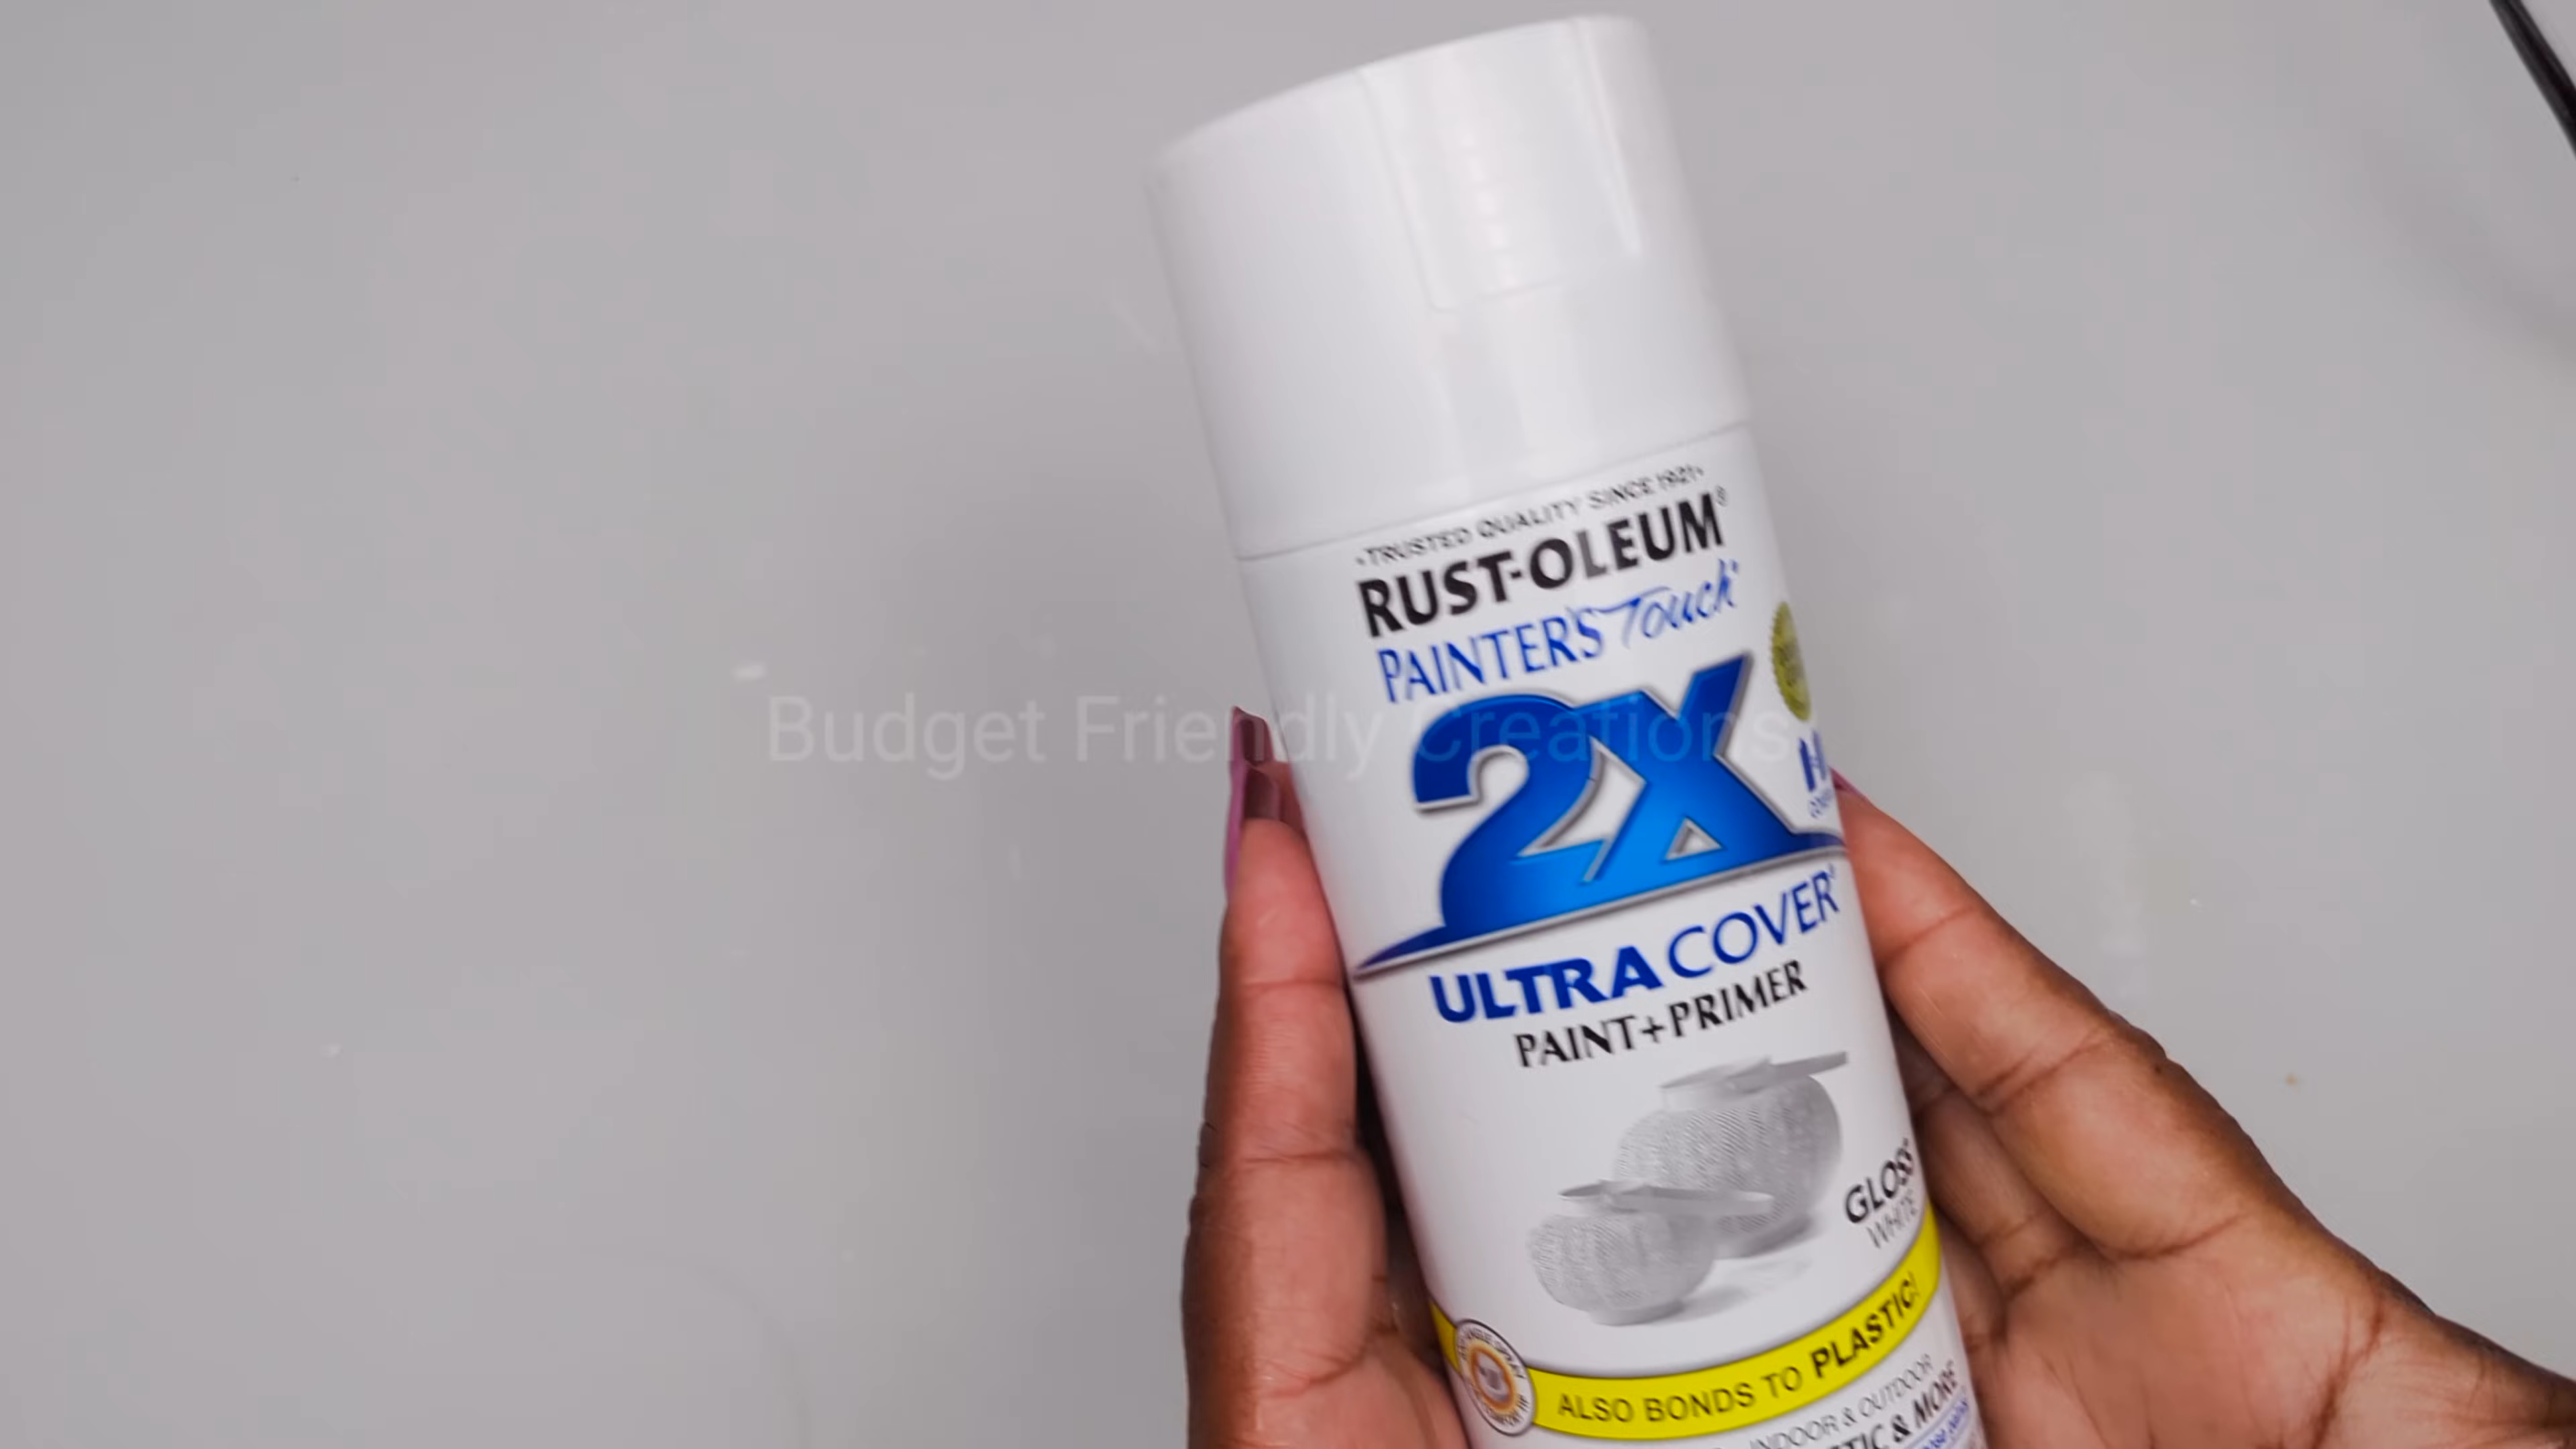 •TRUSTED QUALITY SINCE 1921•
RUST-OLEUM®
PAINTER'S Touch®
2X
ULTRA COVER
PAINT+PRIMER
GLOSS
WHITE
ALSO BONDS TO PLASTIC!
INDOOR & OUTDOOR
& MORE
Budget Friendly Creations